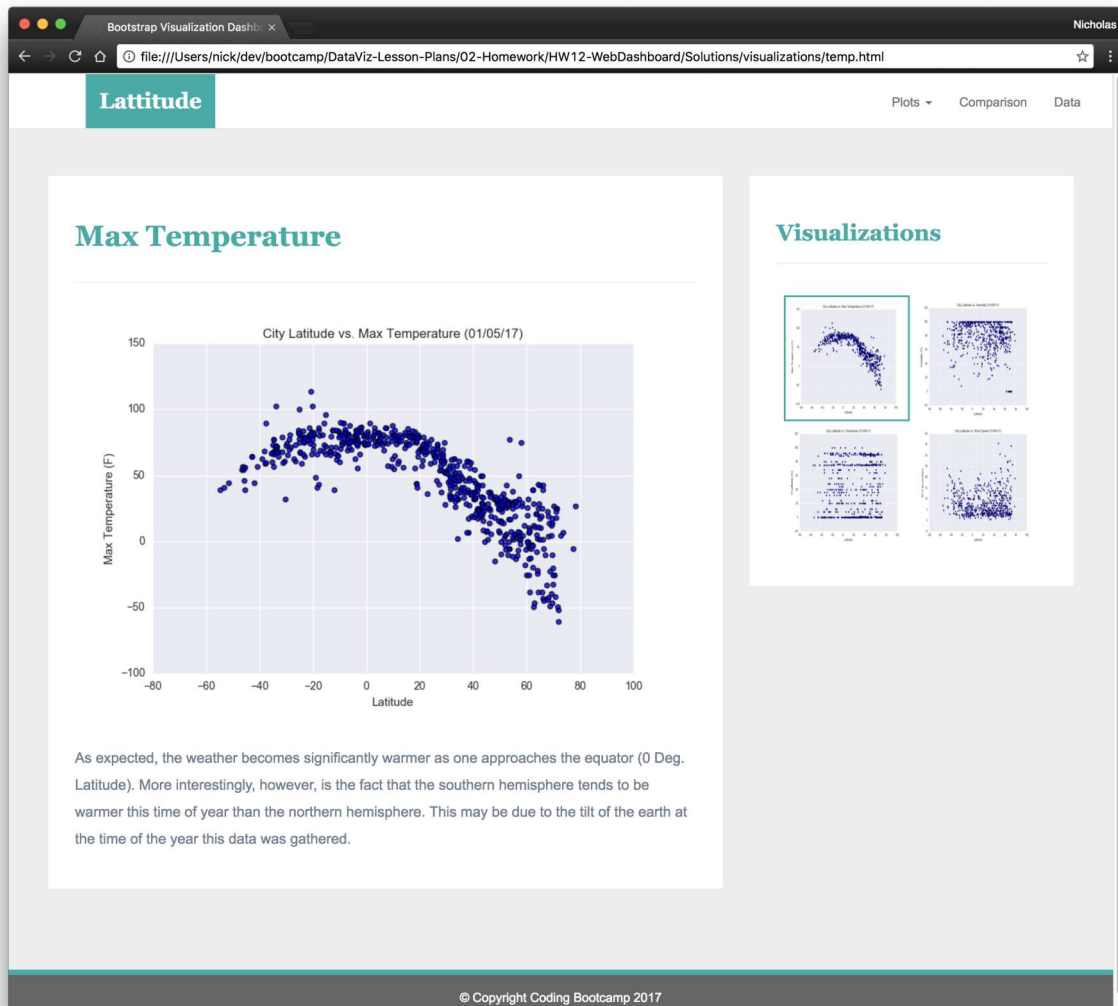 Bootstrap Visualization Dashb
Nicholas
file:///Users/nick/dev/bootcamp/DataViz-Lesson-Plans/02-Homework/HW12-WebDashboard/Solutions/visualizations/temp.html
Lattitude
Plots
Comparison
Data
Max Temperature
City Latitude vs. Max Temperature (01/05/17)
150
100
50
0
−50
−100
Max Temperature (F)
−80 −60 −40 −20 0 20 40 60 80 100
Latitude
As expected, the weather becomes significantly warmer as one approaches the equator (0 Deg.
Latitude). More interestingly, however, is the fact that the southern hemisphere tends to be
warmer this time of year than the northern hemisphere. This may be due to the tilt of the earth at
the time of the year this data was gathered.
Visualizations
© Copyright Coding Bootcamp 2017